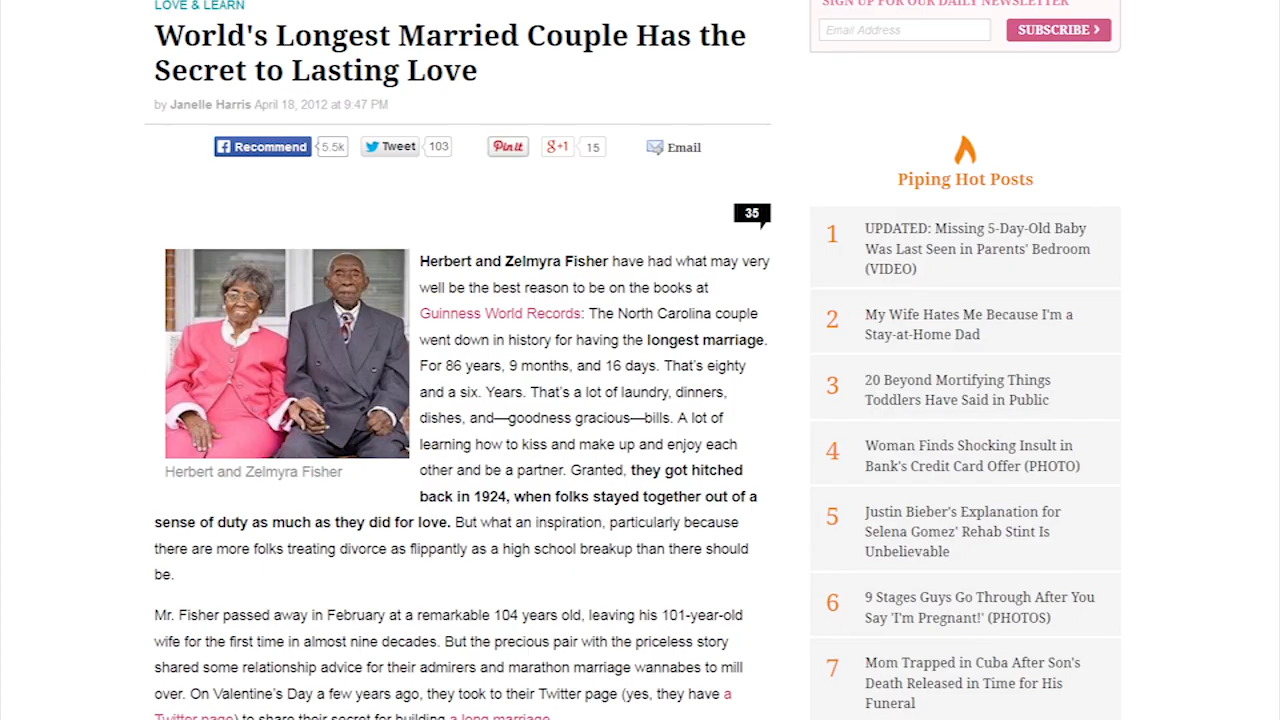 LOVE & LEARN
World's Longest Married Couple Has the
Secret to Lasting Love
by Janelle Harris April 18, 2012 at 9:47 PM
Recommend 5.5k Tweet 103 Pin it g+1 15 Email
35
Herbert and Zelmyra Fisher have had what may very
well be the best reason to be on the books at
Guinness World Records: The North Carolina couple
went down in history for having the longest marriage.
For 86 years, 9 months, and 16 days. That's eighty
and a six. Years. That's a lot of laundry, dinners,
dishes, and—goodness gracious—bills. A lot of
learning how to kiss and make up and enjoy each
other and be a partner. Granted, they got hitched
back in 1924, when folks stayed together out of a
sense of duty as much as they did for love. But what an inspiration, particularly because
there are more folks treating divorce as flippantly as a high school breakup than there should
be.
Herbert and Zelmyra Fisher
Mr. Fisher passed away in February at a remarkable 104 years old, leaving his 101-year-old
wife for the first time in almost nine decades. But the precious pair with the priceless story
shared some relationship advice for their admirers and marathon marriage wannabes to mill
over. On Valentine's Day a few years ago, they took to their Twitter page (yes, they have a
Twitter page) to share their secret for building a long marriage.
SIGN UP FOR OUR DAILY NEWSLETTER
Email Address SUBSCRIBE
Piping Hot Posts
1 UPDATED: Missing 5-Day-Old Baby
Was Last Seen in Parents' Bedroom
(VIDEO)
2 My Wife Hates Me Because I'm a
Stay-at-Home Dad
3 20 Beyond Mortifying Things
Toddlers Have Said in Public
4 Woman Finds Shocking Insult in
Bank's Credit Card Offer (PHOTO)
5 Justin Bieber's Explanation for
Selena Gomez' Rehab Stint Is
Unbelievable
6 9 Stages Guys Go Through After You
Say 'I'm Pregnant!' (PHOTOS)
7 Mom Trapped in Cuba After Son's
Death Released in Time for His
Funeral